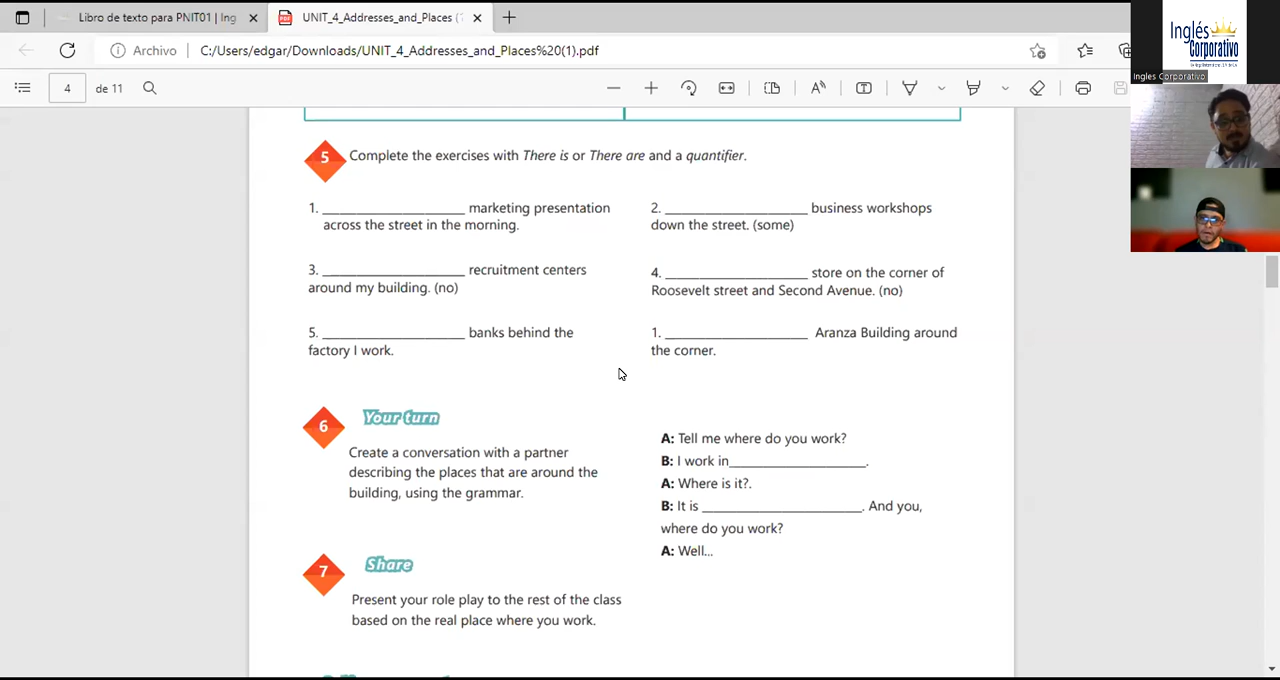 Libro de texto para PNIT01 | Ing
UNIT_4_Addresses_and_Places (
Archivo
C:/Users/edgar/Downloads/UNIT_4_Addresses_and_Places%20(1).pdf
4
de 11
Inglés
Corporativo
Ingles Corporativo
5 Complete the exercises with There is or There are and a quantifier.
1. ____________________ marketing presentation
across the street in the morning.
2. ____________________ business workshops
down the street. (some)
3. ____________________ recruitment centers
around my building. (no)
4. ____________________ store on the corner of
Roosevelt street and Second Avenue. (no)
5. ____________________ banks behind the
factory I work.
1. ____________________ Aranza Building around
the corner.
6 Your turn
Create a conversation with a partner
describing the places that are around the
building, using the grammar.
A: Tell me where do you work?
B: I work in____________________.
A: Where is it?.
B: It is _______________________. And you,
where do you work?
A: Well...
7 Share
Present your role play to the rest of the class
based on the real place where you work.